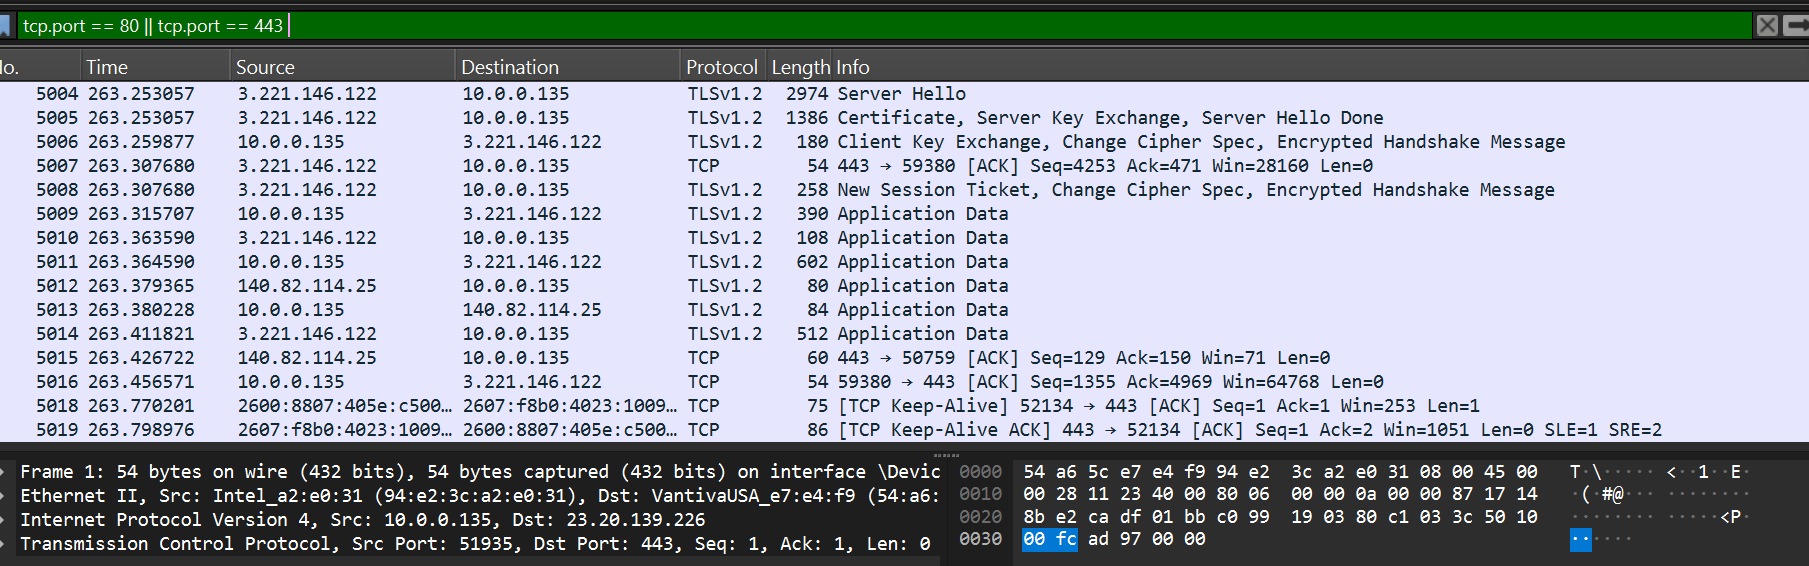 tcp.port == 80 || tcp.port == 443
No. Time Source Destination Protocol Length Info
5004 263.253057 3.221.146.122 10.0.0.135 TLSv1.2 2974 Server Hello
5005 263.253057 3.221.146.122 10.0.0.135 TLSv1.2 1386 Certificate, Server Key Exchange, Server Hello Done
5006 263.259877 10.0.0.135 3.221.146.122 TLSv1.2 180 Client Key Exchange, Change Cipher Spec, Encrypted Handshake Message
5007 263.307680 3.221.146.122 10.0.0.135 TCP 54 443 → 59380 [ACK] Seq=4253 Ack=471 Win=28160 Len=0
5008 263.307680 3.221.146.122 10.0.0.135 TLSv1.2 258 New Session Ticket, Change Cipher Spec, Encrypted Handshake Message
5009 263.315707 10.0.0.135 3.221.146.122 TLSv1.2 390 Application Data
5010 263.363590 3.221.146.122 10.0.0.135 TLSv1.2 108 Application Data
5011 263.364590 10.0.0.135 3.221.146.122 TLSv1.2 602 Application Data
5012 263.379365 140.82.114.25 10.0.0.135 TLSv1.2 80 Application Data
5013 263.380228 10.0.0.135 140.82.114.25 TLSv1.2 84 Application Data
5014 263.411821 3.221.146.122 10.0.0.135 TLSv1.2 512 Application Data
5015 263.426722 140.82.114.25 10.0.0.135 TCP 60 443 → 50759 [ACK] Seq=129 Ack=150 Win=71 Len=0
5016 263.456571 10.0.0.135 3.221.146.122 TCP 54 59380 → 443 [ACK] Seq=1355 Ack=4969 Win=64768 Len=0
5018 263.770201 2600:8807:405e:c500… 2607:f8b0:4023:1009… TCP 75 [TCP Keep-Alive] 52134 → 443 [ACK] Seq=1 Ack=1 Win=253 Len=1
5019 263.798976 2607:f8b0:4023:1009… 2600:8807:405e:c500… TCP 86 [TCP Keep-Alive ACK] 443 → 52134 [ACK] Seq=1 Ack=2 Win=1051 Len=0 SLE=1 SRE=2
Frame 1: 54 bytes on wire (432 bits), 54 bytes captured (432 bits) on interface \Devic
Ethernet II, Src: Intel_a2:e0:31 (94:e2:3c:a2:e0:31), Dst: VantivaUSA_e7:e4:f9 (54:a6:
Internet Protocol Version 4, Src: 10.0.0.135, Dst: 23.20.139.226
Transmission Control Protocol, Src Port: 51935, Dst Port: 443, Seq: 1, Ack: 1, Len: 0
0000 54 a6 5c e7 e4 f9 94 e2 3c a2 e0 31 08 00 45 00 T·\····· <··1··E·
0010 00 28 11 23 40 00 80 06 00 00 0a 00 00 87 17 14 ·(·#@··· ········
0020 8b e2 ca df 01 bb c0 99 19 03 80 c1 03 3c 50 10 ········ ·····<P·
0030 00 fc ad 97 00 00 ······